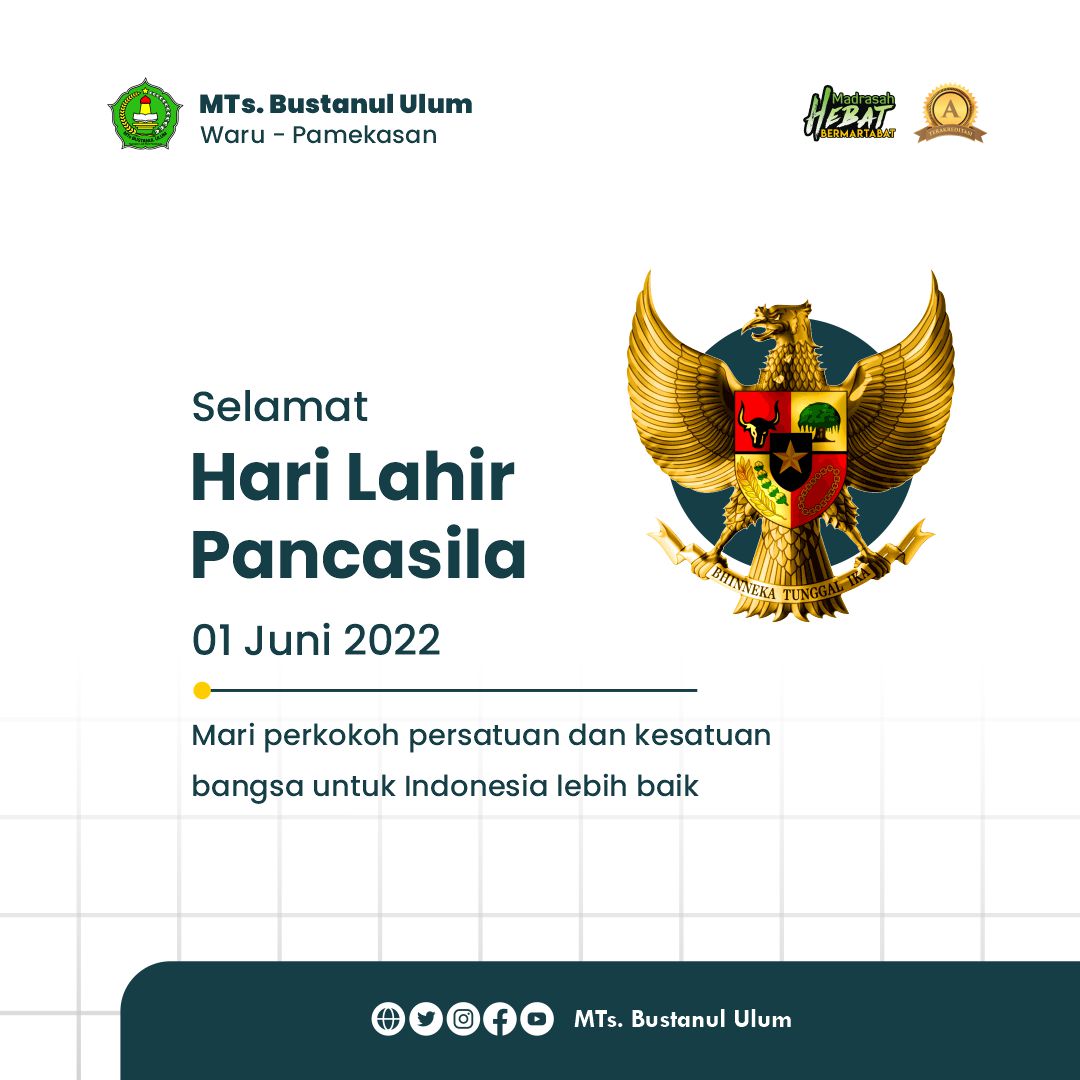 MTs. Bustanul Ulum
Waru - Pamekasan
Madrasah
HEBAT
BERMARTABAT
A
TERAKREDITASI
Selamat
Hari Lahir
Pancasila
01 Juni 2022
BHINNEKA TUNGGAL IKA
Mari perkokoh persatuan dan kesatuan
bangsa untuk Indonesia lebih baik
MTs. Bustanul Ulum